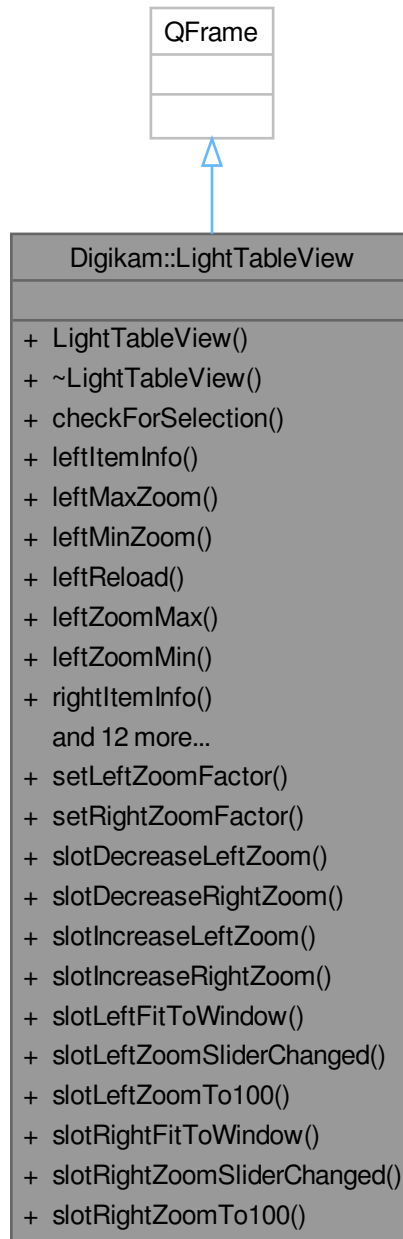 QFrame
Digikam::LightTableView
+ LightTableView()
+ ~LightTableView()
+ checkForSelection()
+ leftItemInfo()
+ leftMaxZoom()
+ leftMinZoom()
+ leftReload()
+ leftZoomMax()
+ leftZoomMin()
+ rightItemInfo()
and 12 more...
+ setLeftZoomFactor()
+ setRightZoomFactor()
+ slotDecreaseLeftZoom()
+ slotDecreaseRightZoom()
+ slotIncreaseLeftZoom()
+ slotIncreaseRightZoom()
+ slotLeftFitToWindow()
+ slotLeftZoomSliderChanged()
+ slotLeftZoomTo100()
+ slotRightFitToWindow()
+ slotRightZoomSliderChanged()
+ slotRightZoomTo100()